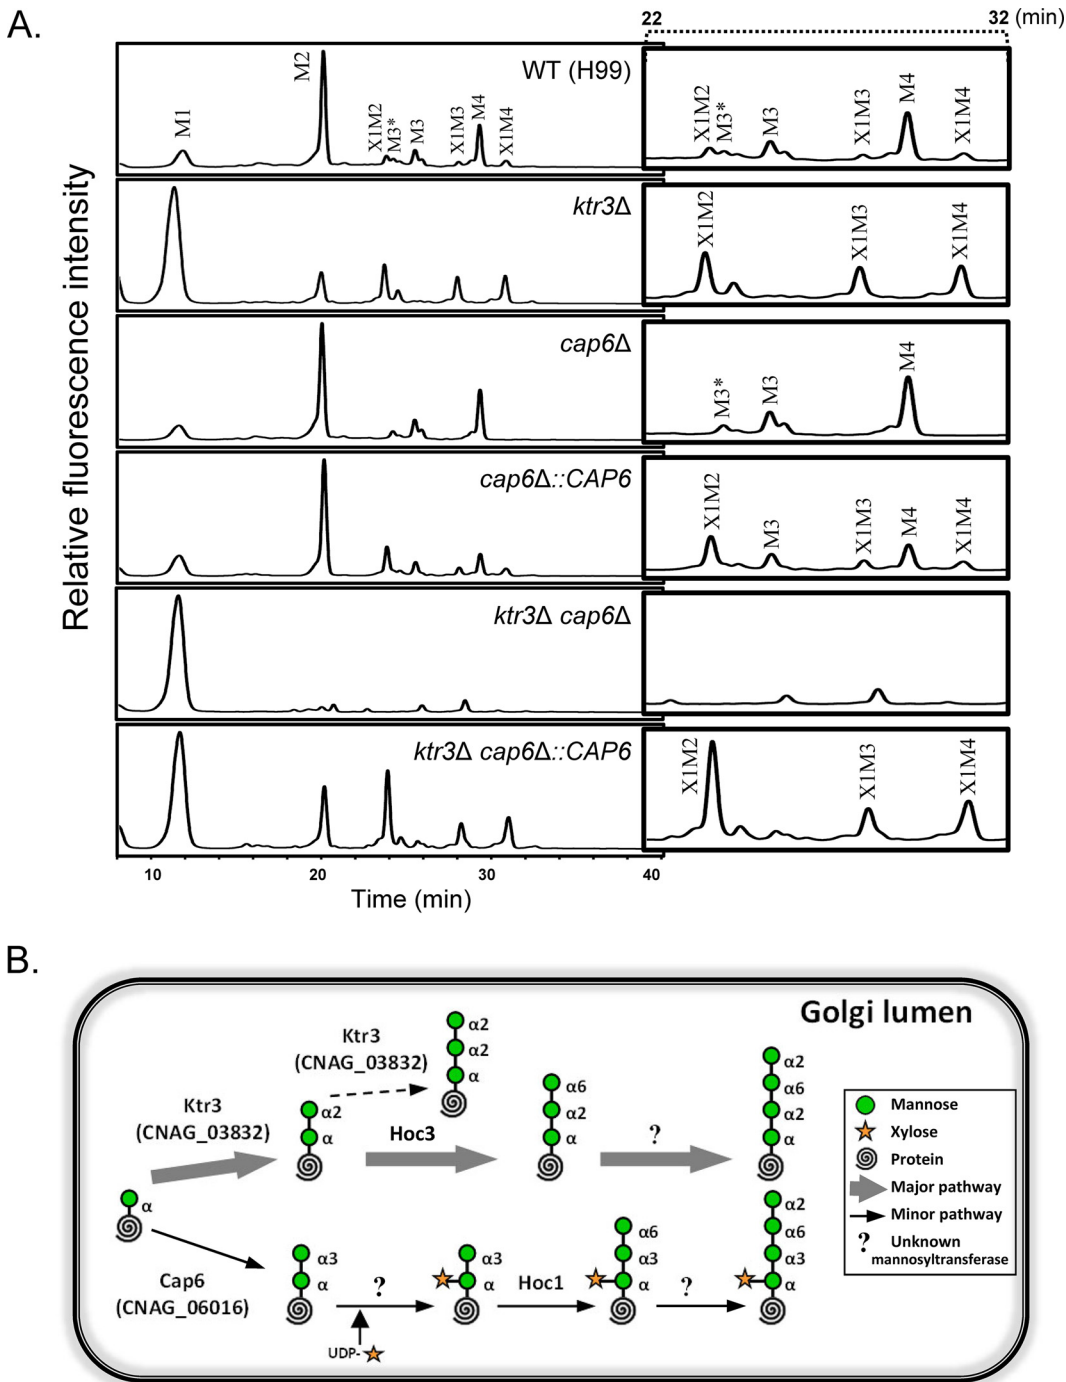 A.
22 32 (min)
Relative fluorescence intensity
M1 M2 X1M2 M3* M3 X1M3 M4 X1M4
WT (H99)
X1M2 M3* M3 X1M3 M4 X1M4
ktr3Δ
X1M2 X1M3 X1M4
cap6Δ
M3* M3 M4
cap6Δ::CAP6
X1M2 M3 X1M3 M4 X1M4
ktr3Δ cap6Δ
ktr3Δ cap6Δ::CAP6
X1M2 X1M3 X1M4
10 20 30 40
Time (min)
B.
Golgi lumen
Ktr3
(CNAG_03832)
α2
α2
α
Ktr3
(CNAG_03832)
α2
α
Hoc3
α6
α2
α
?
α2
α6
α2
α
α
Cap6
(CNAG_06016)
α3
α
?
UDP-
α3
α
Hoc1
α6
α3
α
?
α2
α6
α3
α
Mannose
Xylose
Protein
Major pathway
Minor pathway
? Unknown
mannosyltransferase